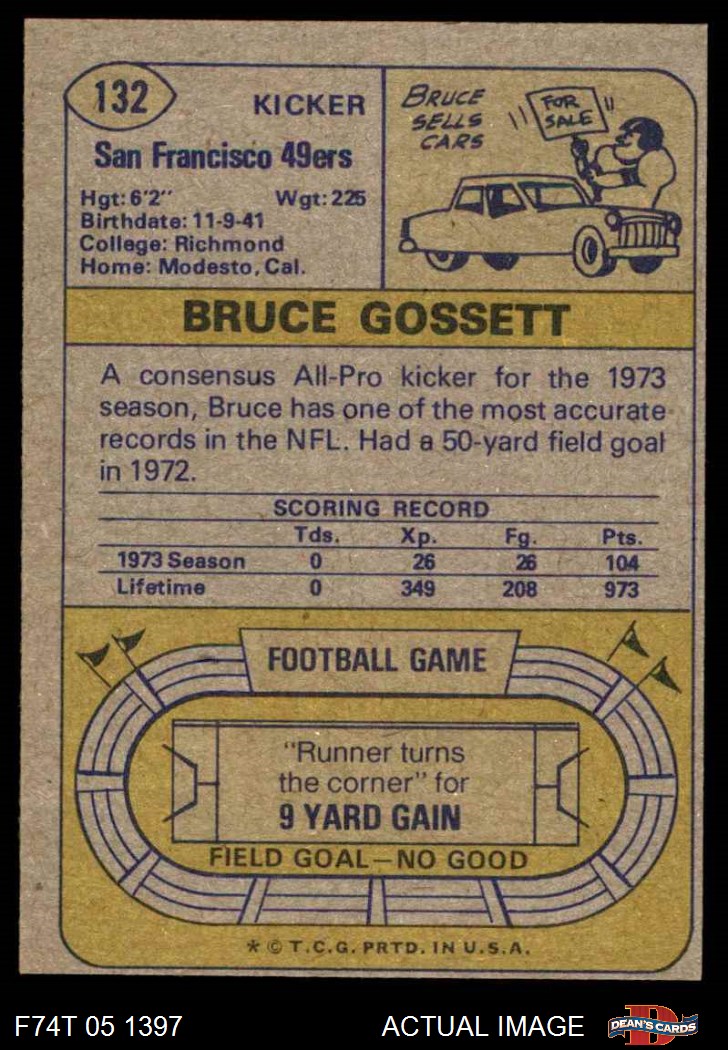 132
KICKER
San Francisco 49ers
Hgt: 6'2" Wgt: 225
Birthdate: 11-9-41
College: Richmond
Home: Modesto, Cal.
BRUCE
SELLS
CARS
FOR
SALE
BRUCE GOSSETT
A consensus All-Pro kicker for the 1973
season, Bruce has one of the most accurate
records in the NFL. Had a 50-yard field goal
in 1972.
SCORING RECORD
Tds. Xp. Fg. Pts.
1973 Season 0 26 26 104
Lifetime 0 349 208 973
FOOTBALL GAME
"Runner turns
the corner" for
9 YARD GAIN
FIELD GOAL—NO GOOD
* © T.C.G. PRTD. IN U.S.A.
F74T 05 1397 ACTUAL IMAGE
DEAN'S CARDS